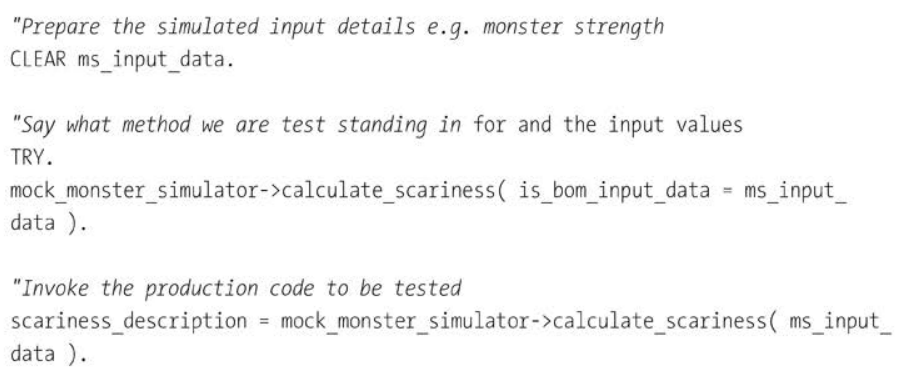 "Prepare the simulated input details e.g. monster strength
CLEAR ms_input_data.
"Say what method we are test standing in for and the input values
TRY.
mock_monster_simulator->calculate_scariness( is_bom_input_data = ms_input_
data ).
"Invoke the production code to be tested
scariness_description = mock_monster_simulator->calculate_scariness( ms_input_
data ).